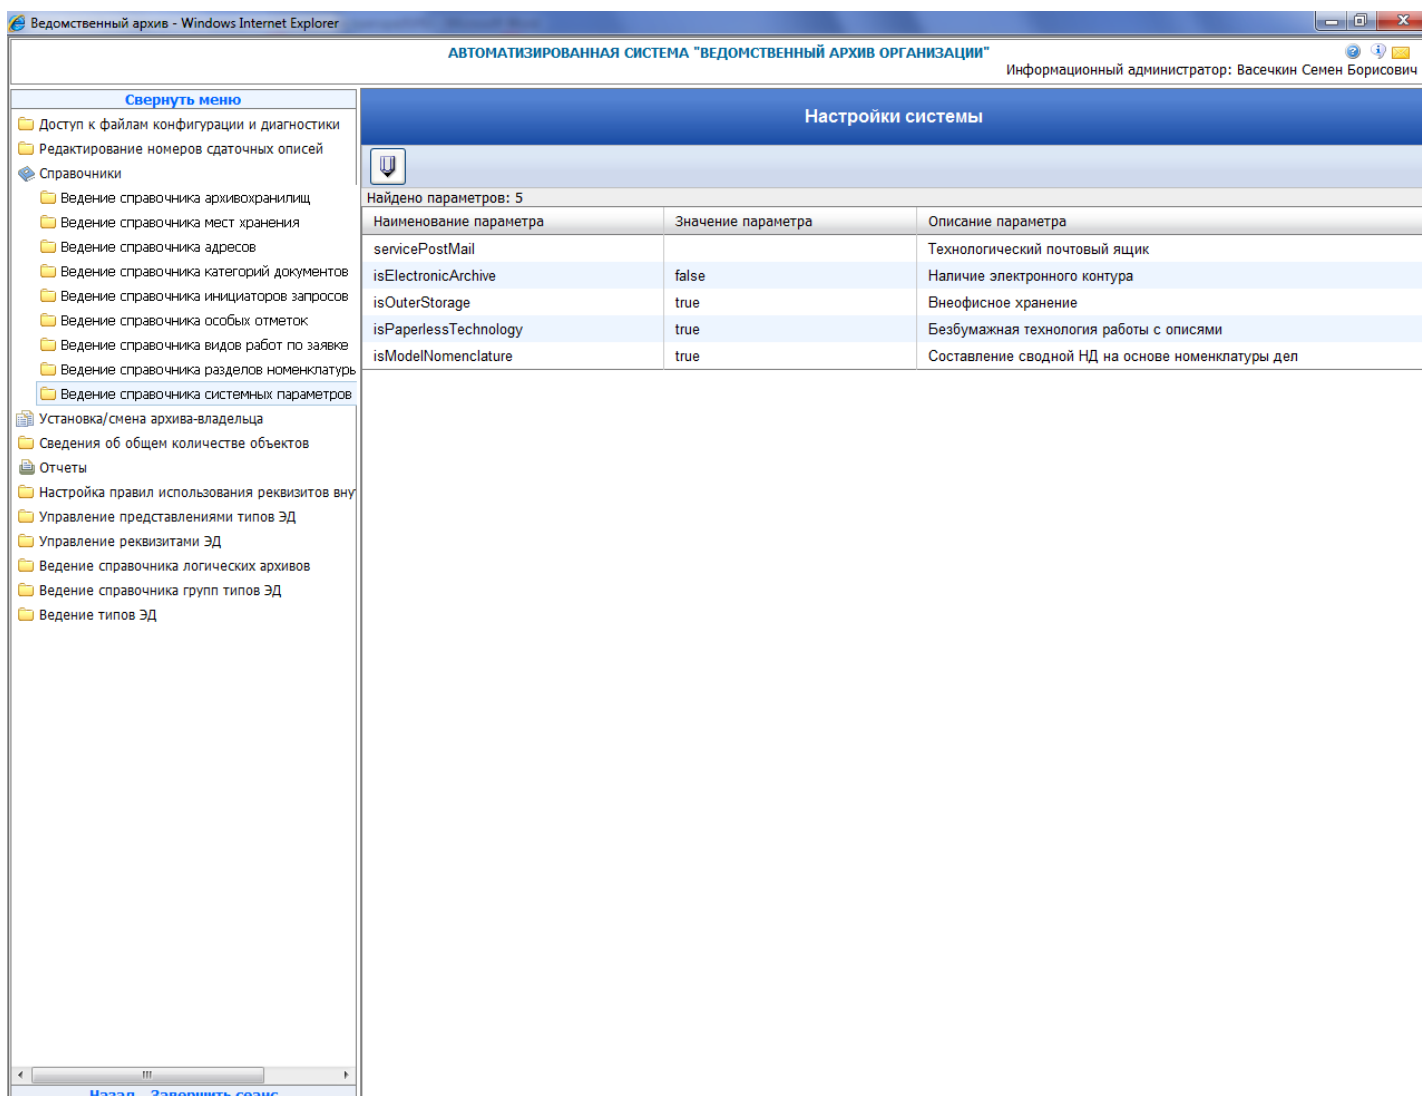 Ведомственный архив - Windows Internet Explorer
АВТОМАТИЗИРОВАННАЯ СИСТЕМА "ВЕДОМСТВЕННЫЙ АРХИВ ОРГАНИЗАЦИИ"
Информационный администратор: Васечкин Семен Борисович
Свернуть меню
Доступ к файлам конфигурации и диагностики
Редактирование номеров сдаточных описей
Справочники
Ведение справочника архивохранилищ
Ведение справочника мест хранения
Ведение справочника адресов
Ведение справочника категорий документов
Ведение справочника инициаторов запросов
Ведение справочника особых отметок
Ведение справочника видов работ по заявке
Ведение справочника разделов номенклатуры
Ведение справочника системных параметров
Установка/смена архива-владельца
Сведения об общем количестве объектов
Отчеты
Настройка правил использования реквизитов вну
Управление представлениями типов ЭД
Управление реквизитами ЭД
Ведение справочника логических архивов
Ведение справочника групп типов ЭД
Ведение типов ЭД
Назад Завершить сеанс
Настройки системы
Найдено параметров: 5
Наименование параметра Значение параметра Описание параметра
servicePostMail Технологический почтовый ящик
isElectronicArchive false Наличие электронного контура
isOuterStorage true Внеофисное хранение
isPaperlessTechnology true Безбумажная технология работы с описями
isModelNomenclature true Составление сводной НД на основе номенклатуры дел